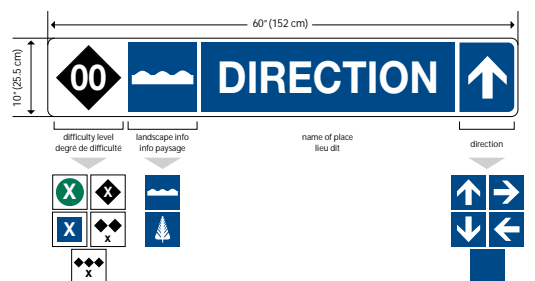 60" (152 cm)
10" (25.5 cm)
00
DIRECTION
difficulty level
degré de difficulté
landscape info
info paysage
name of place
lieu dit
direction
X
X
X
X
X